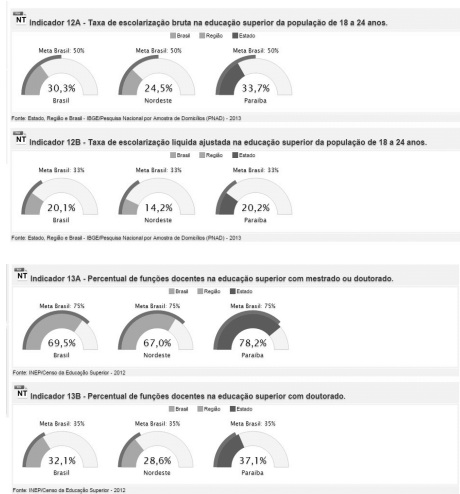 NT Indicador 12A - Taxa de escolarização bruta na educação superior da população de 18 a 24 anos.
Brasil Região Estado
Meta Brasil: 50% Meta Brasil: 50% Meta Brasil: 50%
30,3% 24,5% 33,7%
Brasil Nordeste Paraíba
Fonte: Estado, Região e Brasil - IBGE/Pesquisa Nacional por Amostra de Domicílios (PNAD) - 2013
NT Indicador 12B - Taxa de escolarização líquida ajustada na educação superior da população de 18 a 24 anos.
Brasil Região Estado
Meta Brasil: 33% Meta Brasil: 33% Meta Brasil: 33%
20,1% 14,2% 20,2%
Brasil Nordeste Paraíba
Fonte: Estado, Região e Brasil - IBGE/Pesquisa Nacional por Amostra de Domicílios (PNAD) - 2013
NT Indicador 13A - Percentual de funções docentes na educação superior com mestrado ou doutorado.
Brasil Região Estado
Meta Brasil: 75% Meta Brasil: 75% Meta Brasil: 75%
69,5% 67,0% 78,2%
Brasil Nordeste Paraíba
Fonte: INEP/Censo da Educação Superior - 2012
NT Indicador 13B - Percentual de funções docentes na educação superior com doutorado.
Brasil Região Estado
Meta Brasil: 35% Meta Brasil: 35% Meta Brasil: 35%
32,1% 28,6% 37,1%
Brasil Nordeste Paraíba
Fonte: INEP/Censo da Educação Superior - 2012